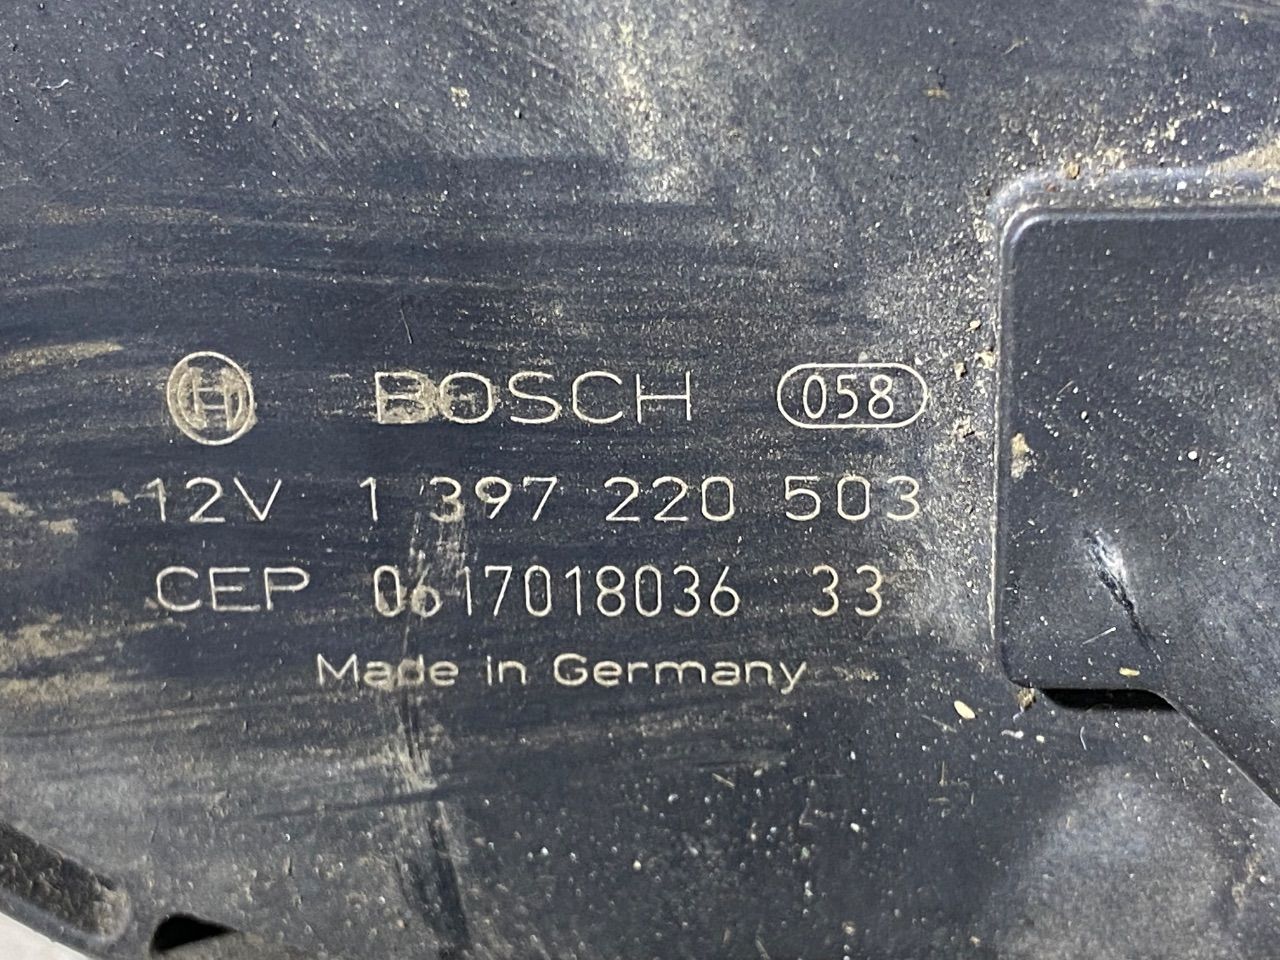 BOSCH 058
12V 1 397 220 503
CEP 0617018036 33
Made in Germany